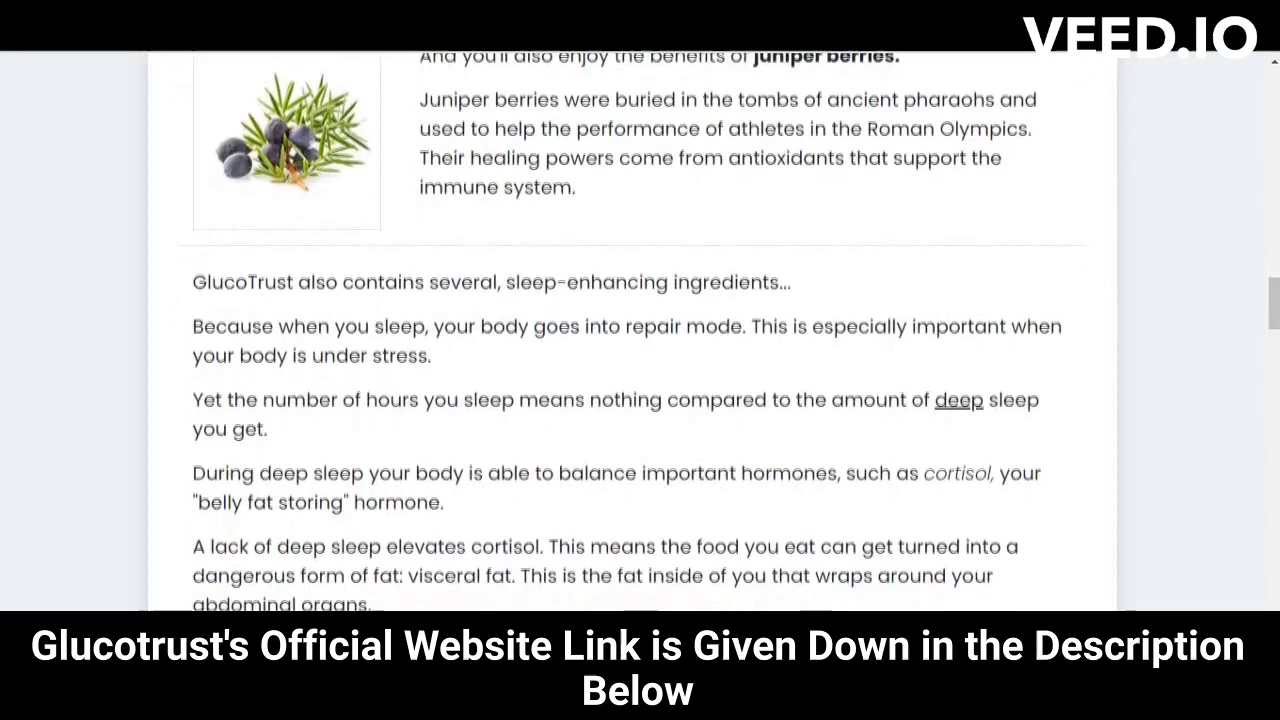 VEED.IO
And you'll also enjoy the benefits of juniper berries.
Juniper berries were buried in the tombs of ancient pharaohs and
used to help the performance of athletes in the Roman Olympics.
Their healing powers come from antioxidants that support the
immune system.
GlucoTrust also contains several, sleep-enhancing ingredients...
Because when you sleep, your body goes into repair mode. This is especially important when
your body is under stress.
Yet the number of hours you sleep means nothing compared to the amount of deep sleep
you get.
During deep sleep your body is able to balance important hormones, such as cortisol, your
"belly fat storing" hormone.
A lack of deep sleep elevates cortisol. This means the food you eat can get turned into a
dangerous form of fat: visceral fat. This is the fat inside of you that wraps around your
abdominal organs.
Glucotrust's Official Website Link is Given Down in the Description
Below